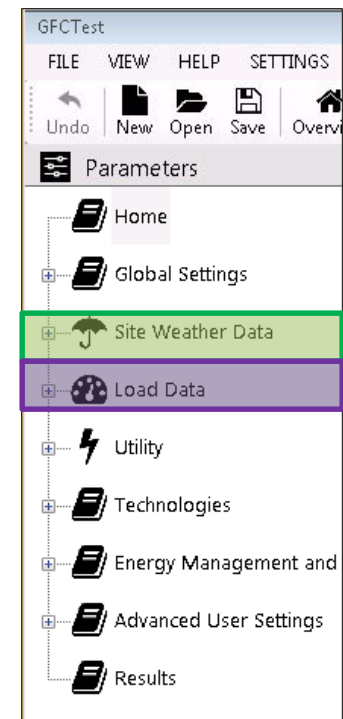 GFCTest
FILE VIEW HELP SETTINGS
Undo New Open Save Overvi
Parameters
Home
Global Settings
Site Weather Data
Load Data
Utility
Technologies
Energy Management and
Advanced User Settings
Results